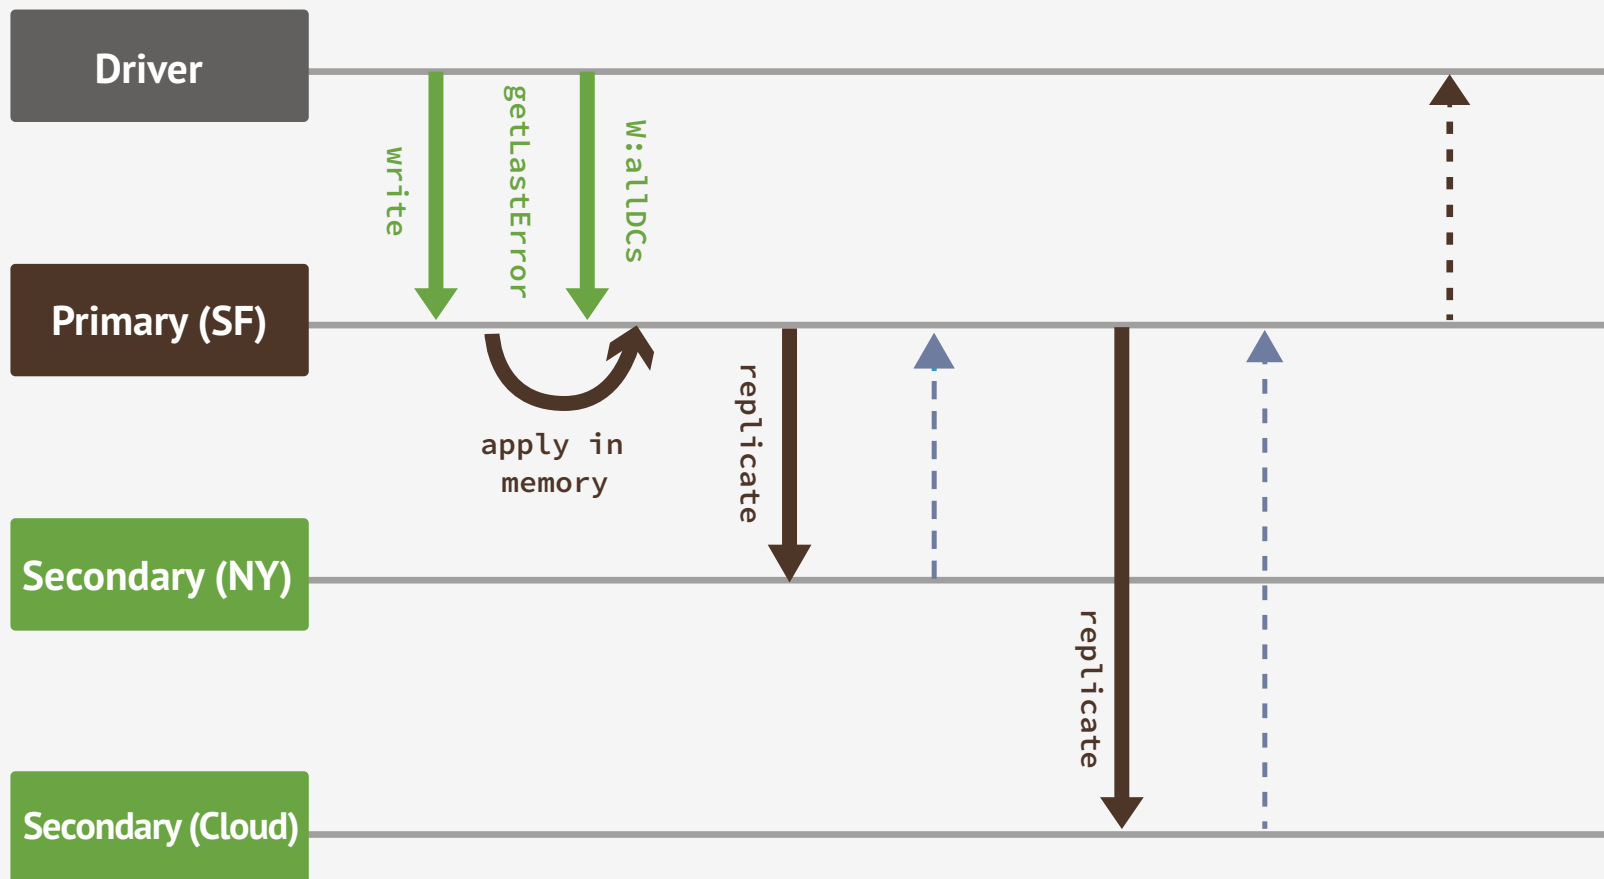 Driver
write
getLastError
W:allDCs
Primary (SF)
apply in
memory
replicate
Secondary (NY)
replicate
Secondary (Cloud)